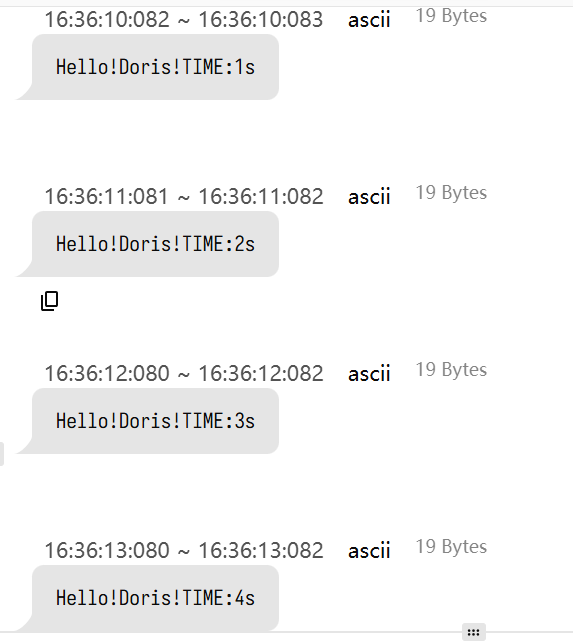 16:36:10:082 ~ 16:36:10:083 ascii 19 Bytes
Hello!Doris!TIME:1s
16:36:11:081 ~ 16:36:11:082 ascii 19 Bytes
Hello!Doris!TIME:2s
16:36:12:080 ~ 16:36:12:082 ascii 19 Bytes
Hello!Doris!TIME:3s
16:36:13:080 ~ 16:36:13:082 ascii 19 Bytes
Hello!Doris!TIME:4s